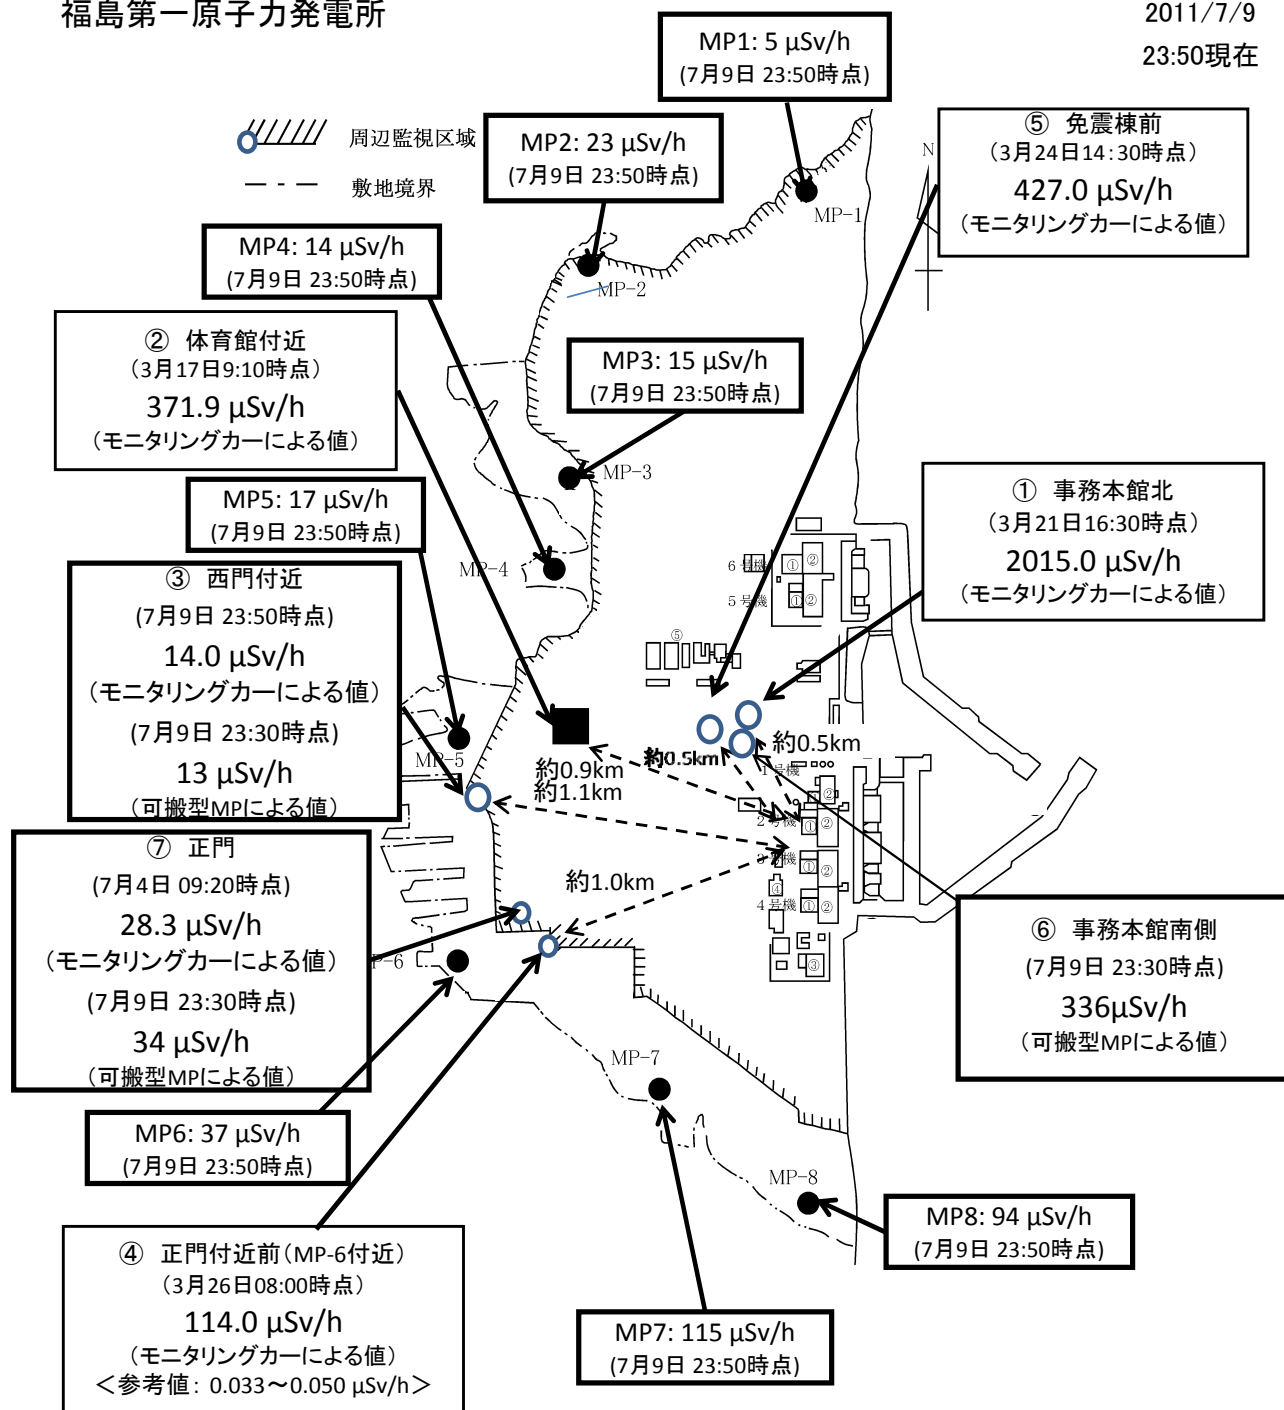 福島第一原子力発電所
2011/7/9
23:50現在
MP1: 5 μSv/h
(7月9日 23:50時点)
周辺監視区域
敷地境界
MP2: 23 μSv/h
(7月9日 23:50時点)
⑤ 免震棟前
(3月24日14:30時点)
427.0 μSv/h
(モニタリングカーによる値)
N
MP-1
MP4: 14 μSv/h
(7月9日 23:50時点)
MP-2
② 体育館付近
(3月17日9:10時点)
371.9 μSv/h
(モニタリングカーによる値)
MP3: 15 μSv/h
(7月9日 23:50時点)
MP-3
MP5: 17 μSv/h
(7月9日 23:50時点)
① 事務本館北
(3月21日16:30時点)
2015.0 μSv/h
(モニタリングカーによる値)
MP-4
6号機
①
②
5号機
①
②
⑤
③ 西門付近
(7月9日 23:50時点)
14.0 μSv/h
(モニタリングカーによる値)
(7月9日 23:30時点)
13 μSv/h
(可搬型MPによる値)
MP-5
約0.9km
約1.1km
約0.5km
約0.5km
1号機
②
2号機
①
②
3号機
①
②
④
4号機
①
②
③
⑦ 正門
(7月4日 09:20時点)
28.3 μSv/h
(モニタリングカーによる値)
(7月9日 23:30時点)
34 μSv/h
(可搬型MPによる値)
約1.0km
P-6
⑥ 事務本館南側
(7月9日 23:30時点)
336μSv/h
(可搬型MPによる値)
MP-7
MP6: 37 μSv/h
(7月9日 23:50時点)
MP-8
MP8: 94 μSv/h
(7月9日 23:50時点)
④ 正門付近前(MP-6付近)
(3月26日08:00時点)
114.0 μSv/h
(モニタリングカーによる値)
<参考値: 0.033～0.050 μSv/h>
MP7: 115 μSv/h
(7月9日 23:50時点)